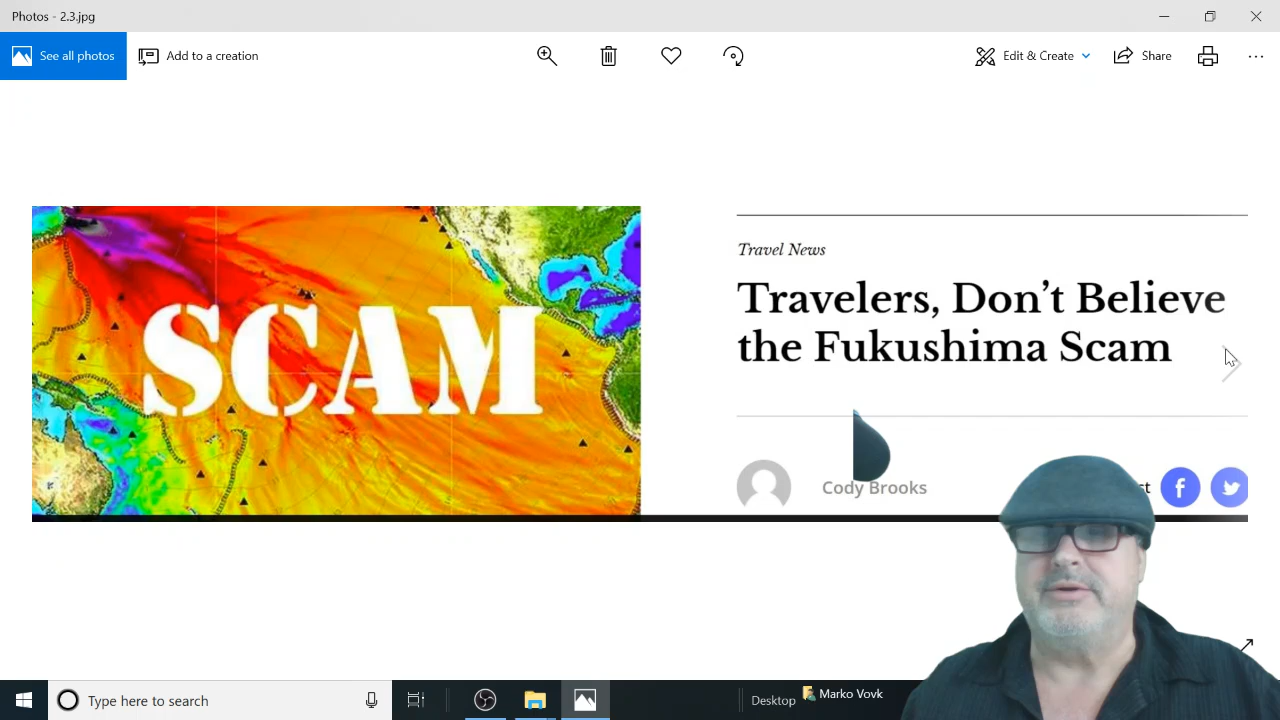 Photos - 2.3.jpg
See all photos
Add to a creation
Edit & Create
Share
SCAM
Travel News
Travelers, Don't Believe
the Fukushima Scam
Cody Brooks
st
Type here to search
Desktop
Marko Vovk